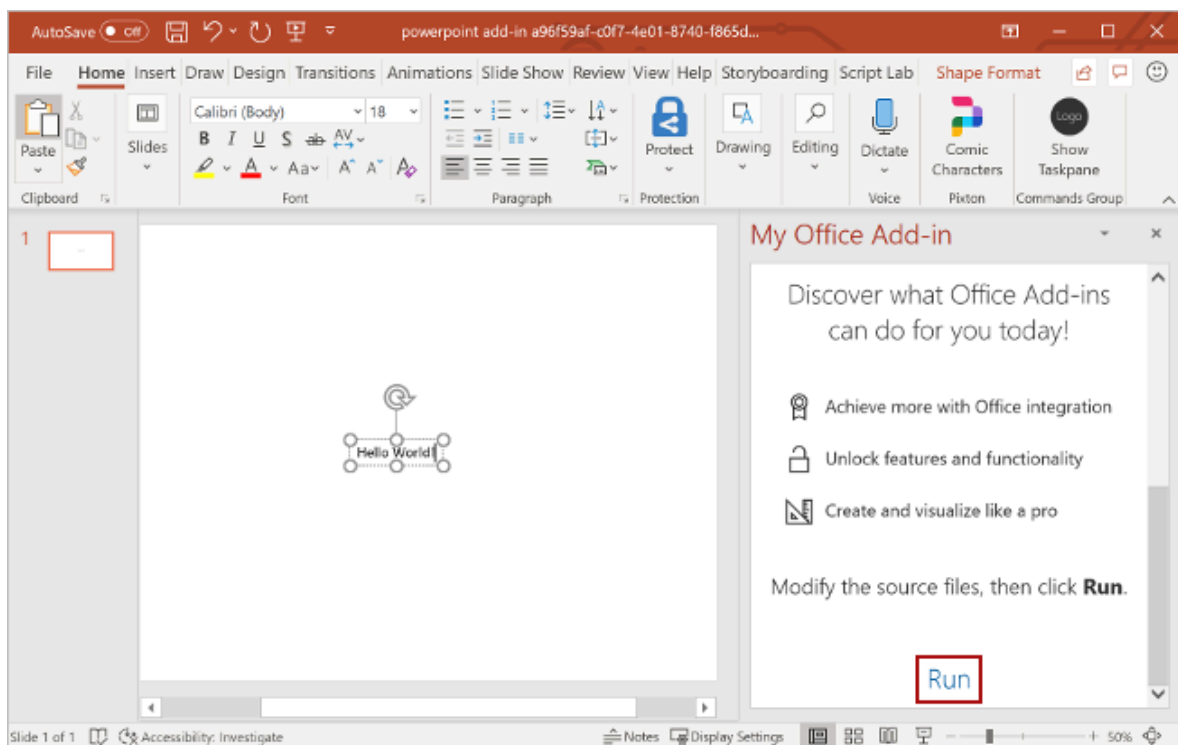 AutoSave Off powerpoint add-in a96f59af-c0f7-4e01-8740-f865d...
File Home Insert Draw Design Transitions Animations Slide Show Review View Help Storyboarding Script Lab Shape Format
Paste
Clipboard
Slides
Calibri (Body) 18
B I U S ab AV
A Aa A A A
Font
Paragraph
Protect
Protection
Drawing
Editing
Dictate
Voice
Comic
Characters
Pixton
Logo
Show
Taskpane
Commands Group
1
Hello World!
My Office Add-in
Discover what Office Add-ins
can do for you today!
Achieve more with Office integration
Unlock features and functionality
Create and visualize like a pro
Modify the source files, then click Run.
Run
Slide 1 of 1 Accessibility: Investigate Notes Display Settings 50%